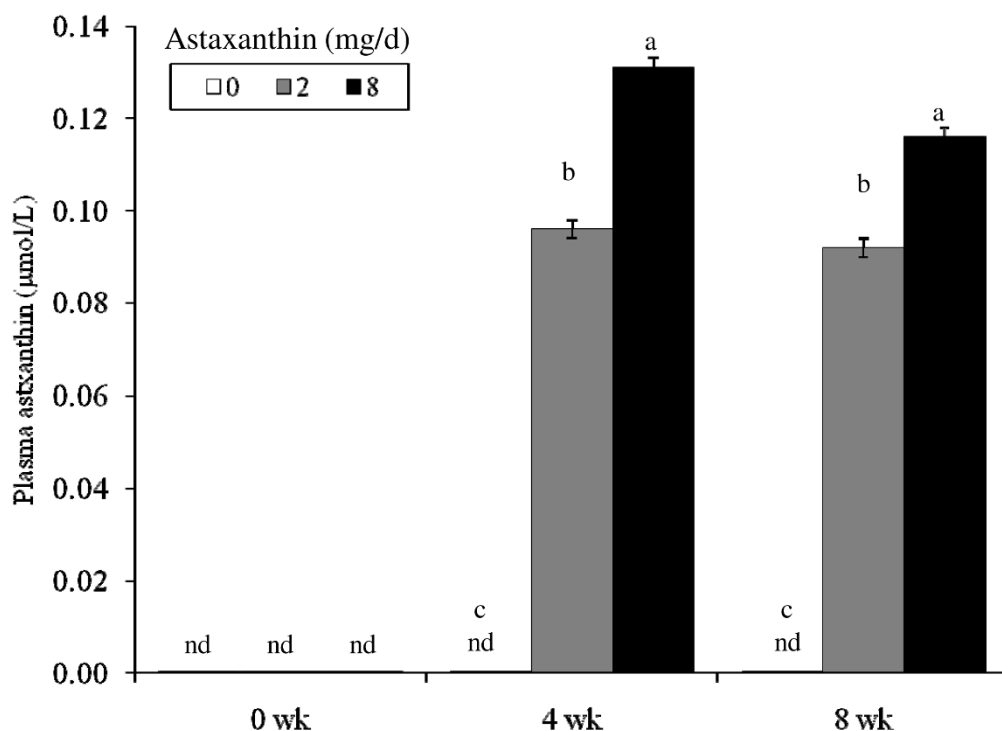 Astaxanthin (mg/d)
0 2 8
Plasma astxanthin (µmol/L)
0.14
0.12
0.10
0.08
0.06
0.04
0.02
0.00
nd nd nd
c
nd
b
a
c
nd
b
a
0 wk 4 wk 8 wk